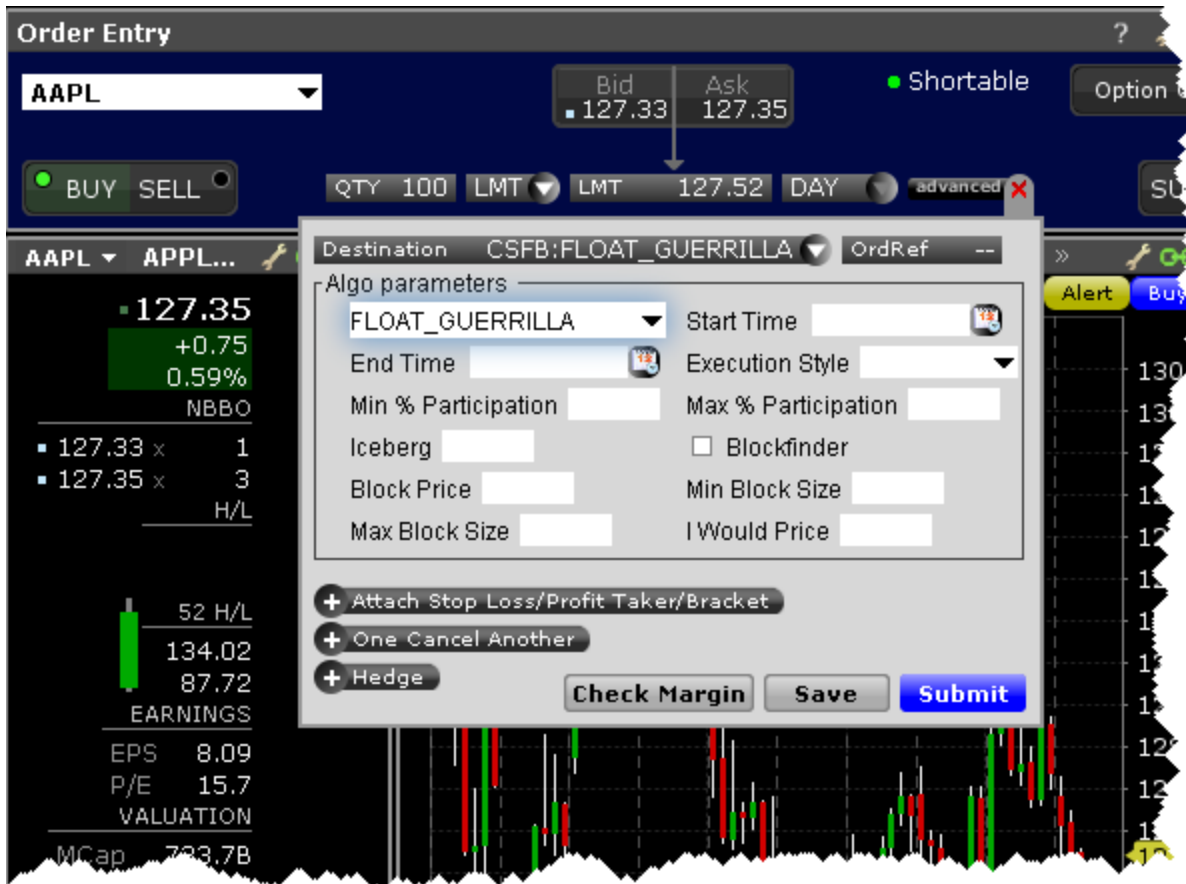 Order Entry ?
AAPL
Bid Ask
127.33 127.35
Shortable
Option
BUY SELL
QTY 100 LMT LMT 127.52 DAY advanced
AAPL APPL...
Destination CSFB:FLOAT_GUERRILLA OrdRef --
»
Alert Buy
Algo parameters
FLOAT_GUERRILLA Start Time
End Time Execution Style
Min % Participation Max % Participation
Iceberg Blockfinder
Block Price Min Block Size
Max Block Size I Would Price
Attach Stop Loss/Profit Taker/Bracket
One Cancel Another
Hedge
Check Margin Save Submit
127.35
+0.75
0.59%
NBBO
127.33 x 1
127.35 x 3
H/L
52 H/L
134.02
87.72
EARNINGS
EPS 8.09
P/E 15.7
VALUATION
MCap
130